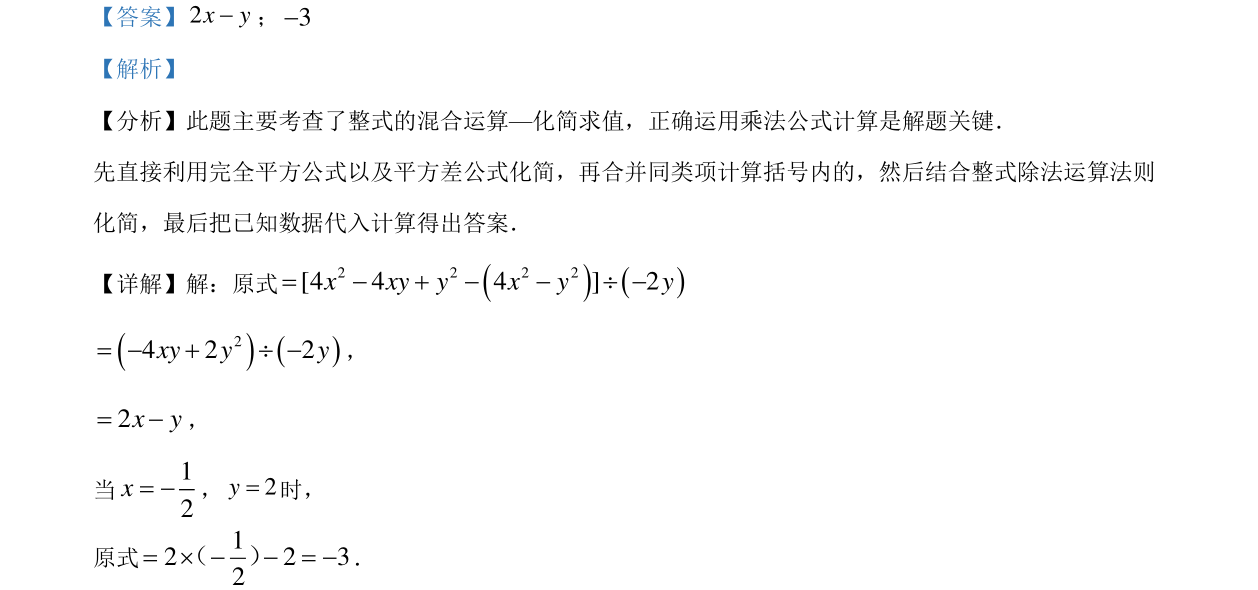 【答案】2x－y；－3
【解析】
【分析】此题主要考查了整式的混合运算—化简求值，正确运用乘法公式计算是解题关键．
先直接利用完全平方公式以及平方差公式化简，再合并同类项计算括号内的，然后结合整式除法运算法则
化简，最后把已知数据代入计算得出答案．
【详解】解：原式=[4x²－4xy+y²－(4x²－y²)]÷(－2y)
=(－4xy+2y²)÷(－2y)，
=2x－y，
当x=－1/2，y=2时，
原式=2×(－1/2)－2=－3．